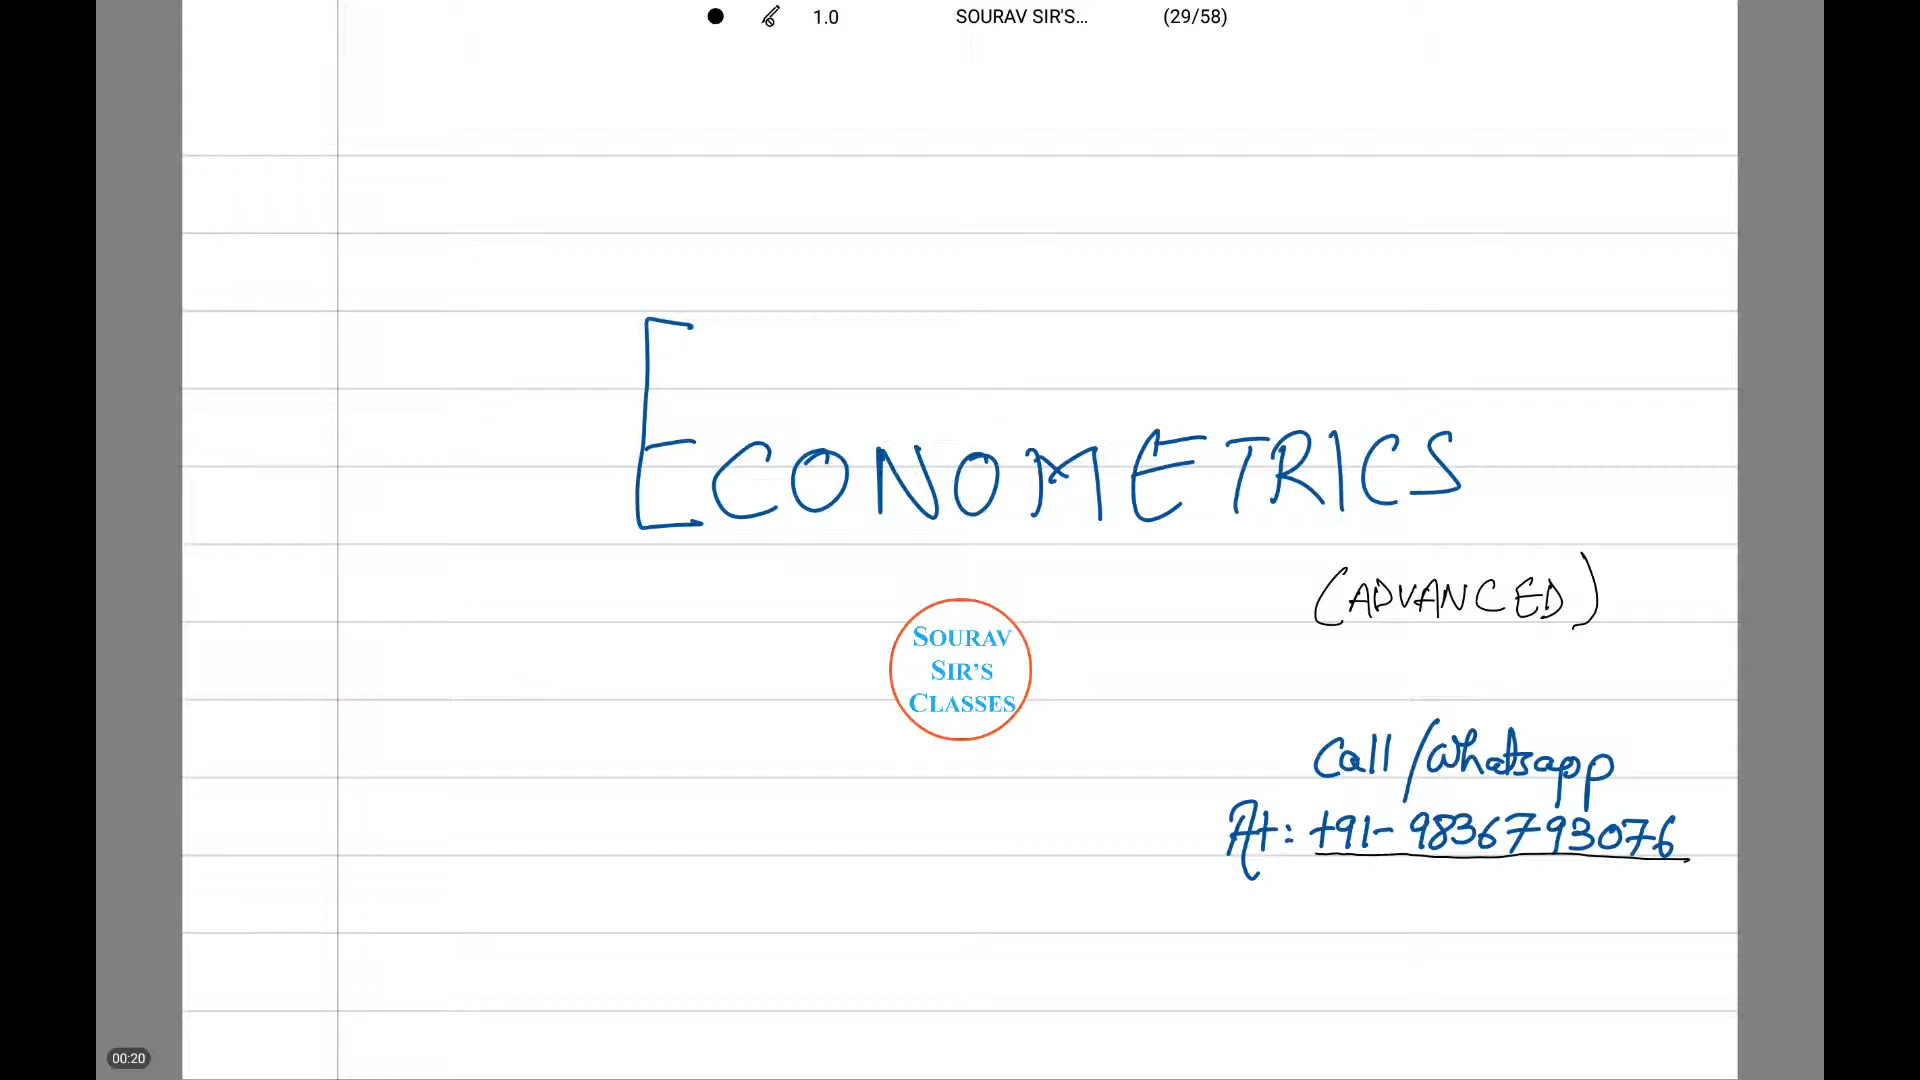 1.0 SOURAV SIR'S... (29/58)
ECONOMETRICS
(ADVANCED)
SOURAV
SIR'S
CLASSES
Call/Whatsapp
At: +91-9836793076
00:20